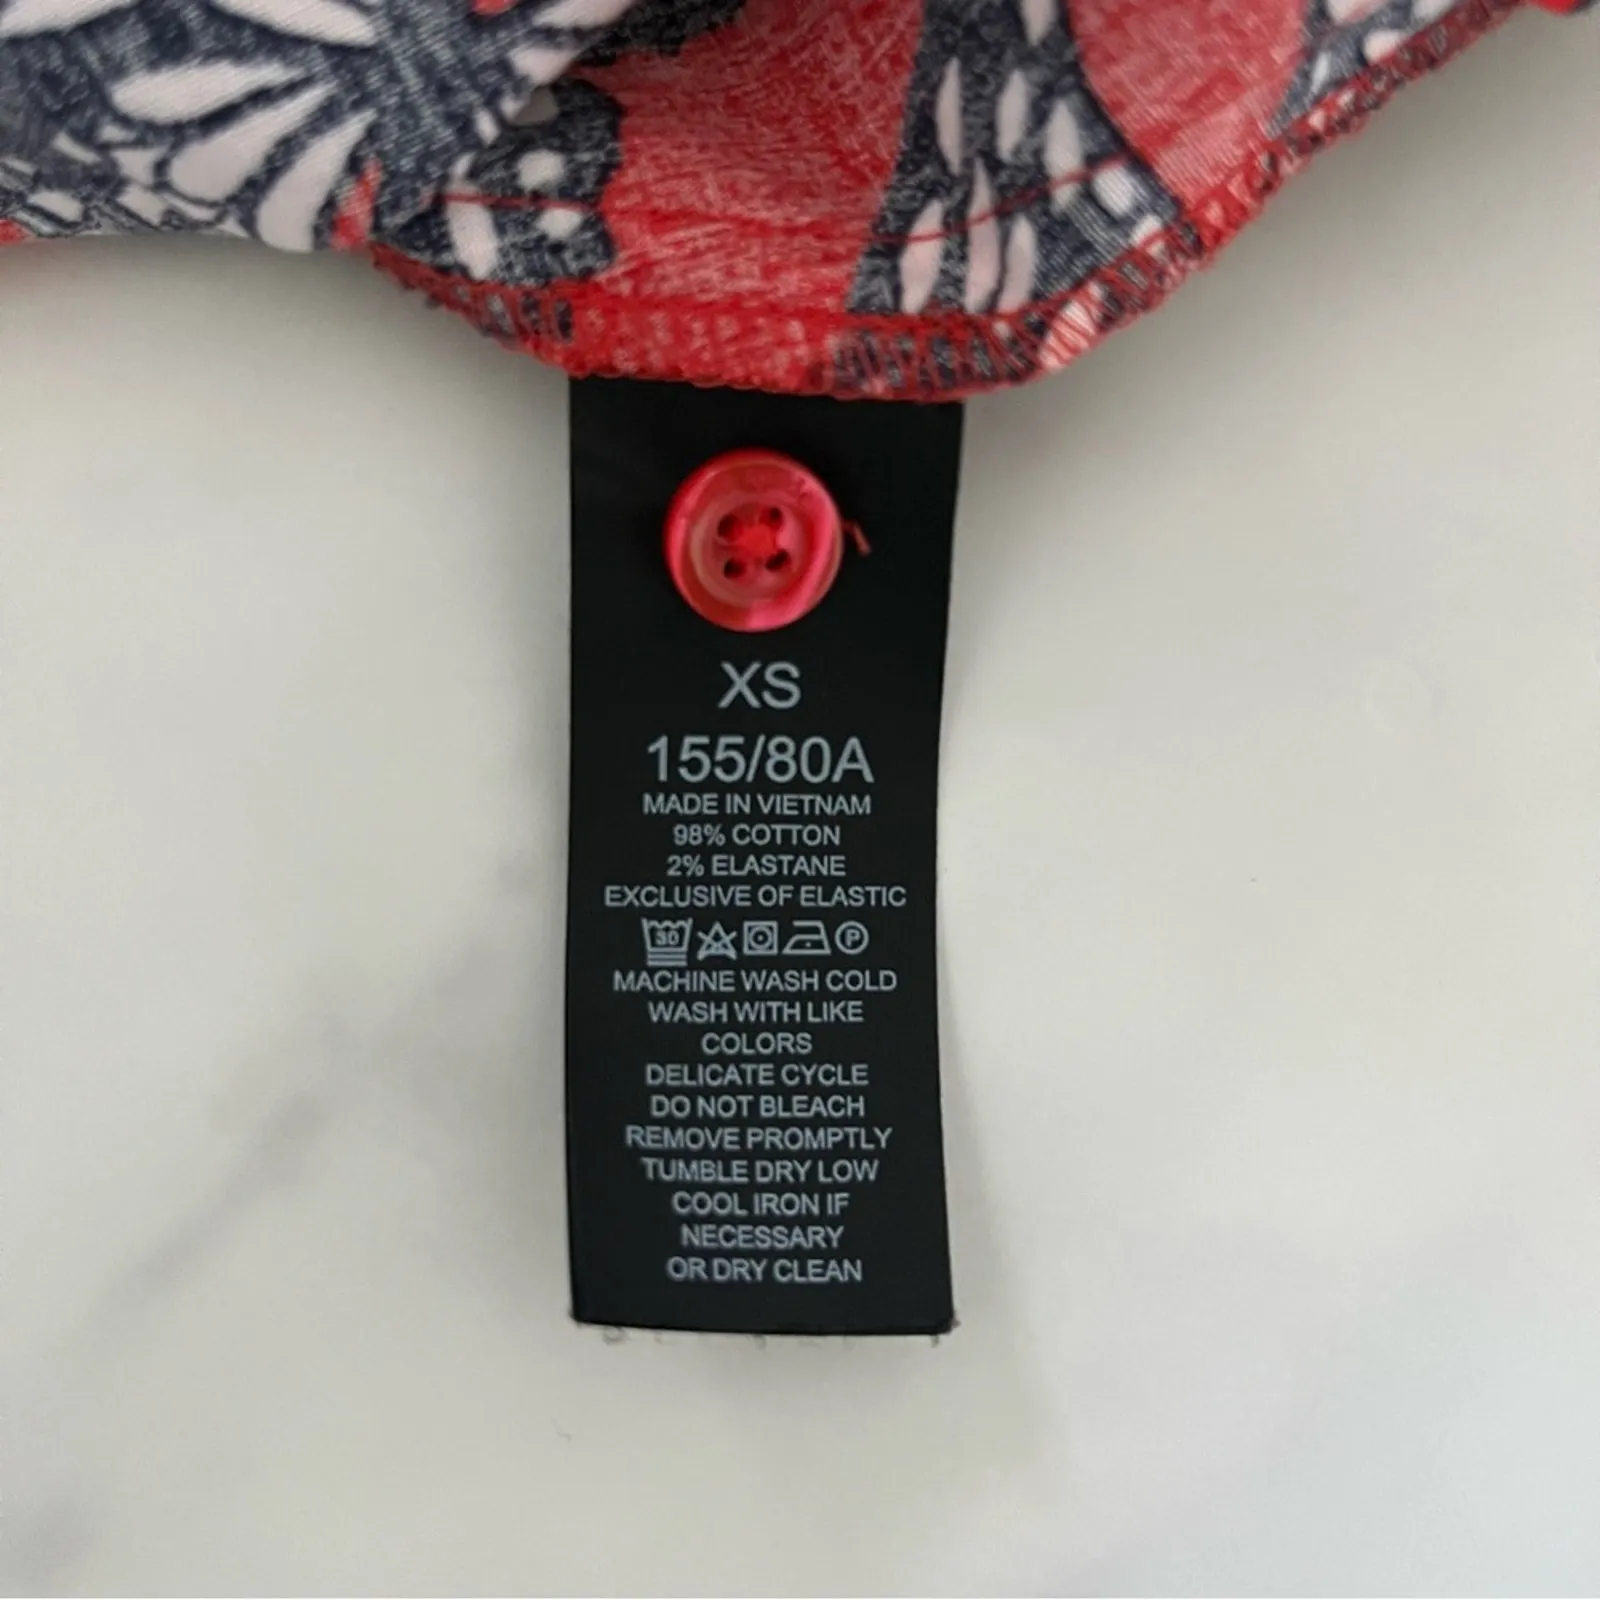 XS
155/80A
MADE IN VIETNAM
98% COTTON
2% ELASTANE
EXCLUSIVE OF ELASTIC
30 P
MACHINE WASH COLD
WASH WITH LIKE
COLORS
DELICATE CYCLE
DO NOT BLEACH
REMOVE PROMPTLY
TUMBLE DRY LOW
COOL IRON IF
NECESSARY
OR DRY CLEAN